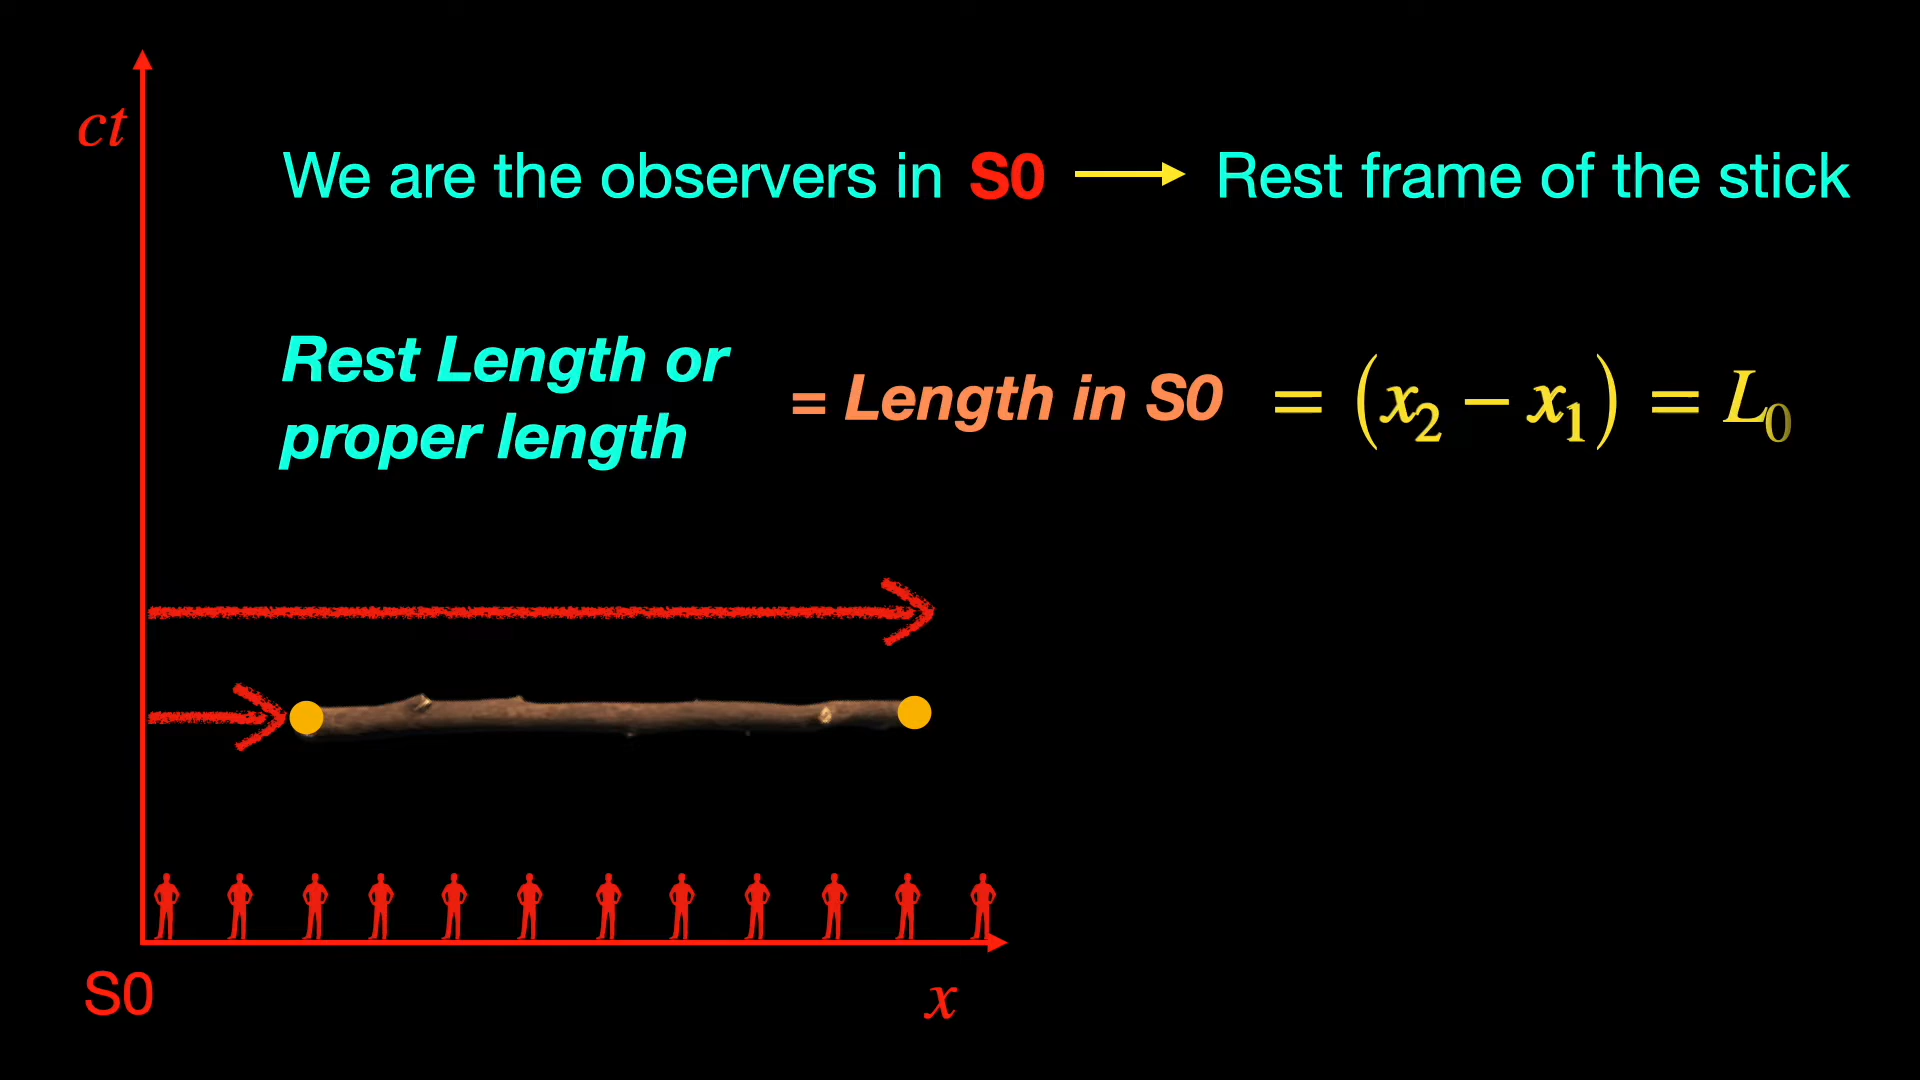 ct
We are the observers in S0 → Rest frame of the stick
Rest Length or
proper length
= Length in S0 = (x₂ − x₁) = L₀
S0
x